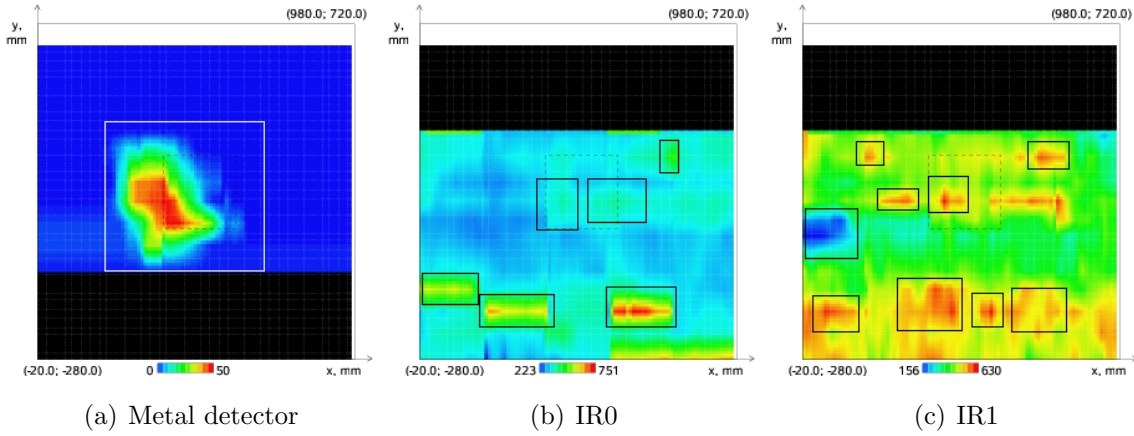 (980.0; 720.0)
y,
mm
(-20.0; -280.0)
0
50
x, mm
(a) Metal detector
(980.0; 720.0)
y,
mm
(-20.0; -280.0)
223
751
x, mm
(b) IR0
(980.0; 720.0)
y,
mm
(-20.0; -280.0)
156
630
x, mm
(c) IR1